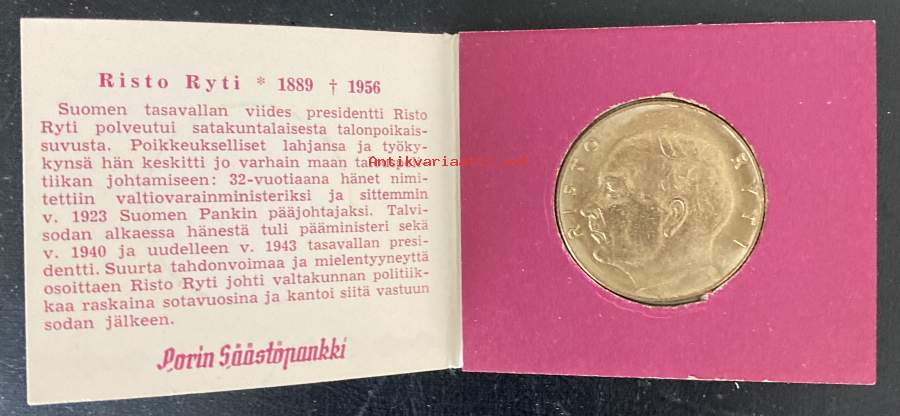 Risto Ryti * 1889 † 1956
Suomen tasavallan viides presidentti Risto
Ryti polveutui satakuntalaisesta talonpoikais-
suvusta. Poikkeukselliset lahjansa ja työky-
kynsä hän keskitti jo varhain maan talouspoli-
tiikan johtamiseen: 32-vuotiaana hänet nimi-
tettiin valtiovarainministeriksi ja sittemmin
v. 1923 Suomen Pankin pääjohtajaksi. Talvi-
sodan alkaessa hänestä tuli pääministeri sekä
v. 1940 ja uudelleen v. 1943 tasavallan presi-
dentti. Suurta tahdonvoimaa ja mielentyyneyttä
osoittaen Risto Ryti johti valtakunnan politiik-
kaa raskaina sotavuosina ja kantoi siitä vastuun
sodan jälkeen.
Porin Säästöpankki
RISTO RYTI